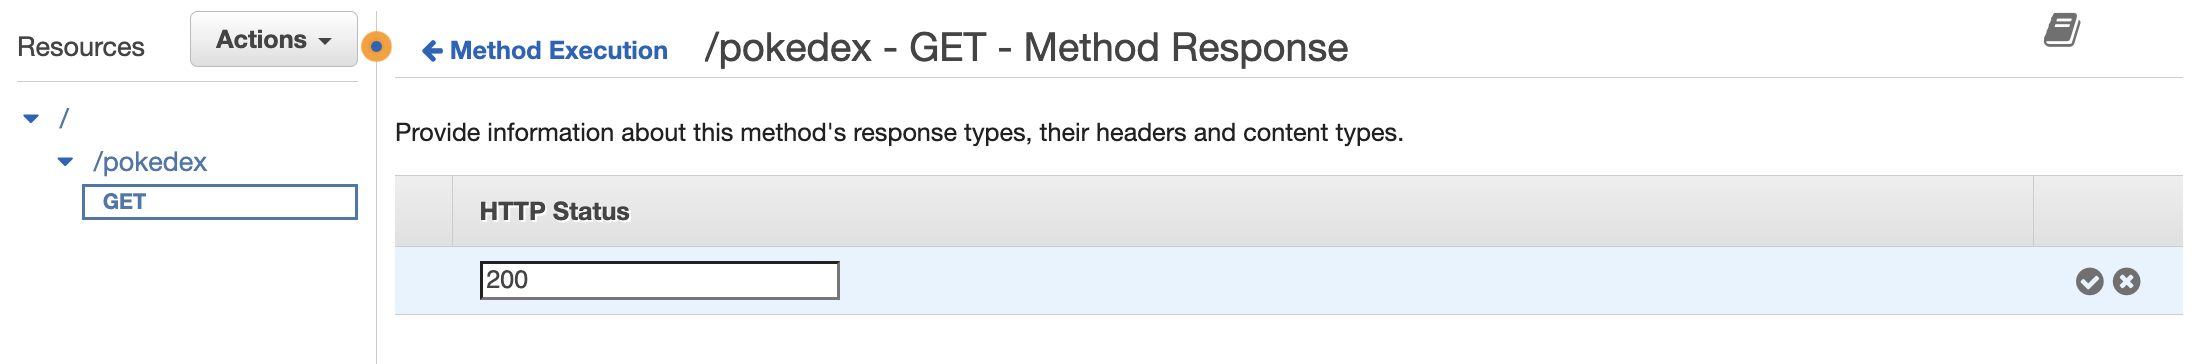 Resources
Actions
/
/pokedex
GET
Method Execution
/pokedex - GET - Method Response
Provide information about this method's response types, their headers and content types.
HTTP Status
200